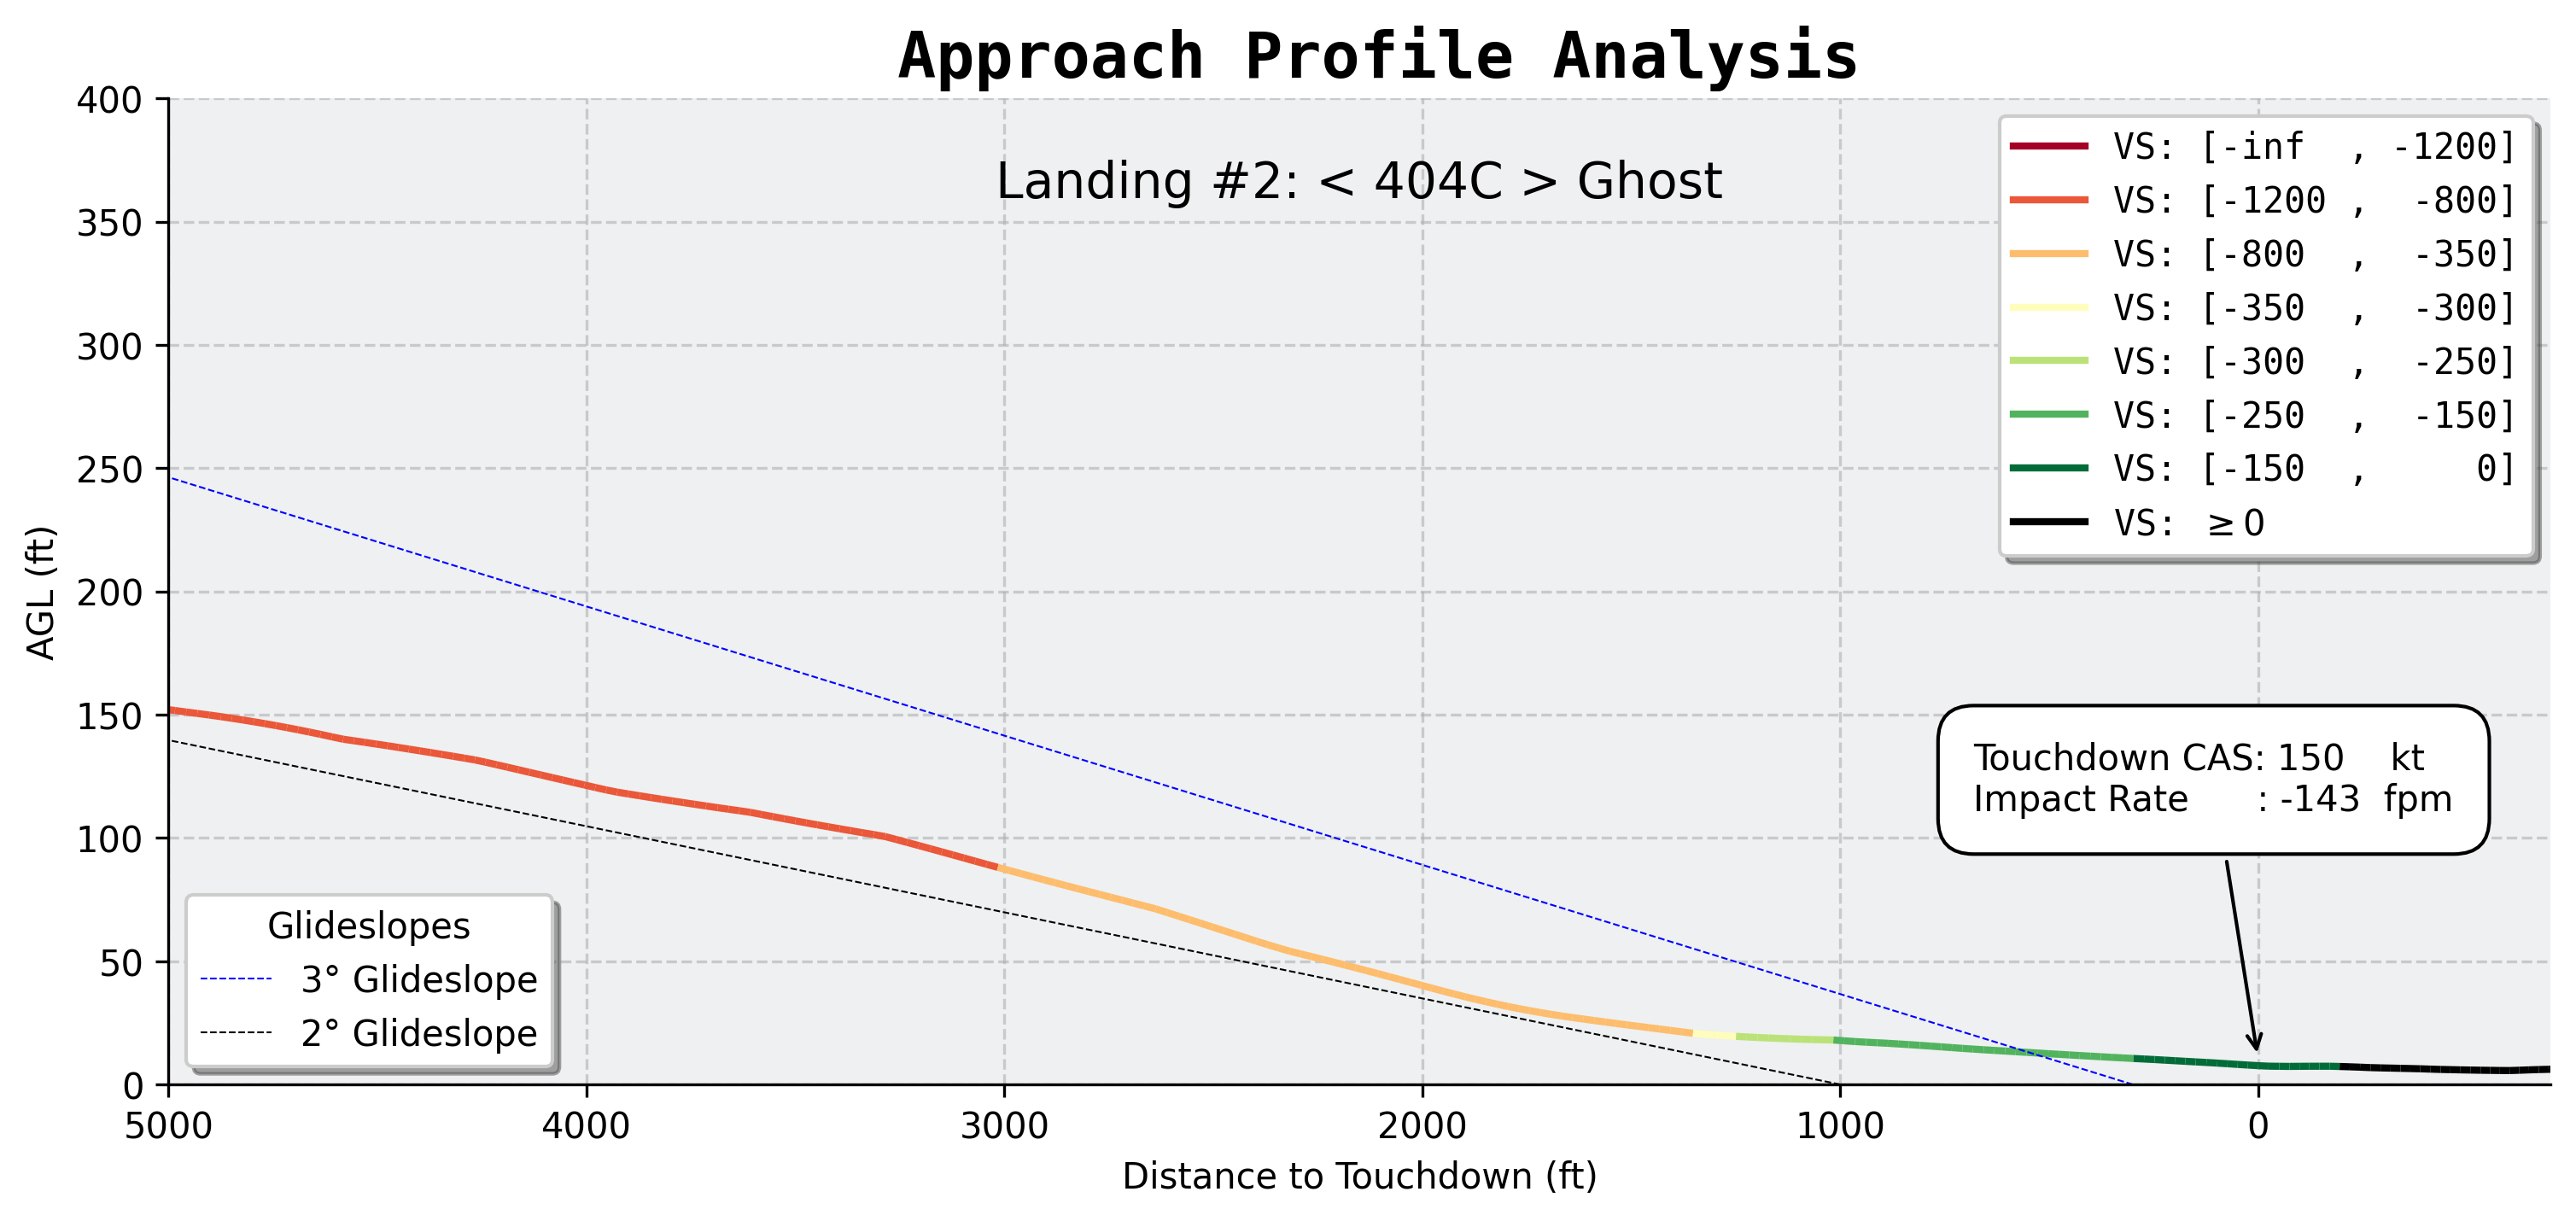 Approach Profile Analysis
Landing #2: < 404C > Ghost
VS: [-inf  , -1200]
VS: [-1200 ,  -800]
VS: [-800  ,  -350]
VS: [-350  ,  -300]
VS: [-300  ,  -250]
VS: [-250  ,  -150]
VS: [-150  ,     0]
VS: ≥0
400
350
300
250
200
150
100
50
0
AGL (ft)
Touchdown CAS: 150    kt
Impact Rate      : -143  fpm
Glideslopes
3° Glideslope
2° Glideslope
5000
4000
3000
2000
1000
0
Distance to Touchdown (ft)